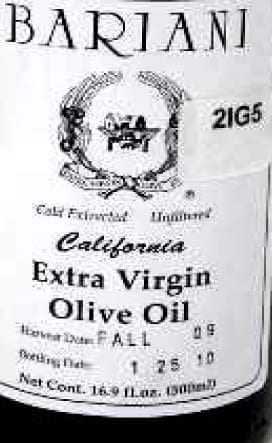 BARIANI
2IG5
®
Cold Extracted Unfiltered
California
Extra Virgin
Olive Oil
Harvest Date: FALL 09
Bottling Date: 1 25 10
Net Cont. 16.9 fl.oz. (500ml)